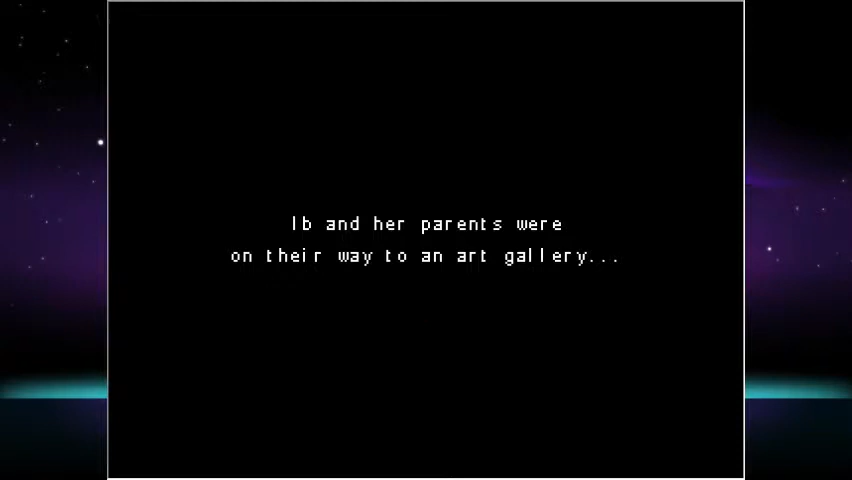 Ib and her parents were
on their way to an art gallery...